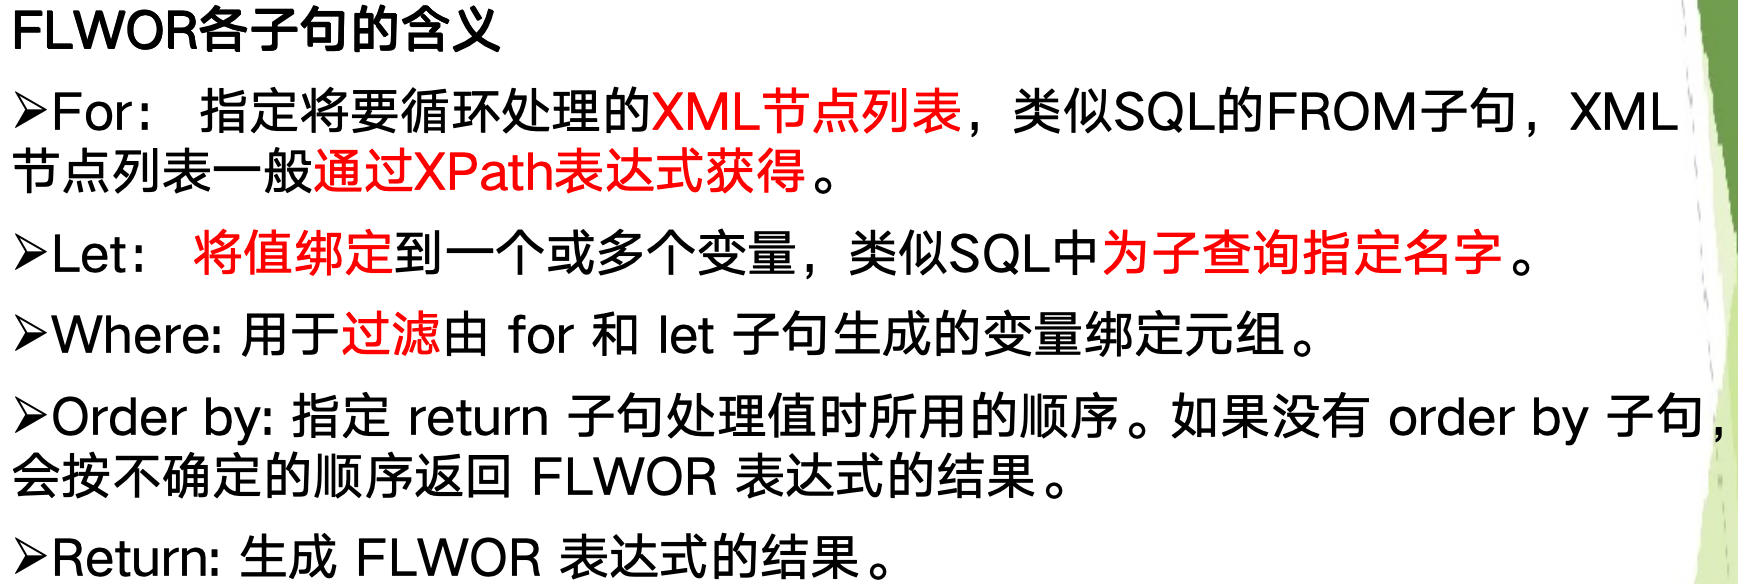 FLWOR各子句的含义
➢For： 指定将要循环处理的XML节点列表，类似SQL的FROM子句，XML
节点列表一般通过XPath表达式获得。
➢Let： 将值绑定到一个或多个变量，类似SQL中为子查询指定名字。
➢Where: 用于过滤由 for 和 let 子句生成的变量绑定元组。
➢Order by: 指定 return 子句处理值时所用的顺序。如果没有 order by 子句，
会按不确定的顺序返回 FLWOR 表达式的结果。
➢Return: 生成 FLWOR 表达式的结果。